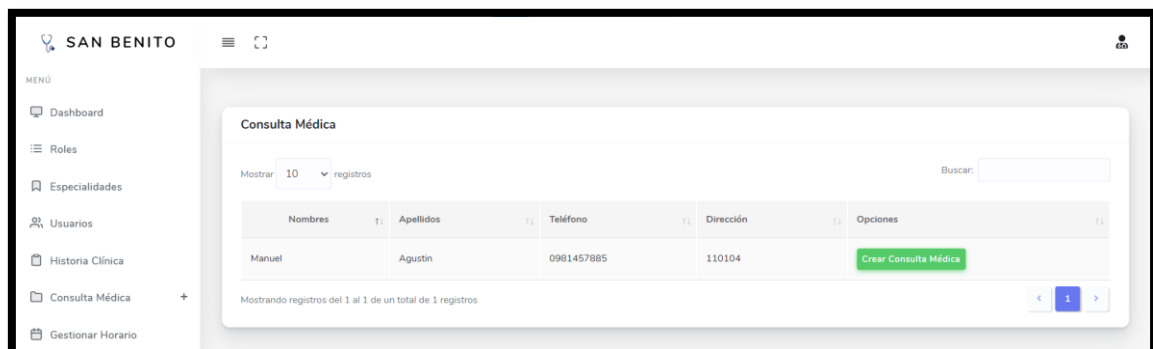 SAN BENITO
MENÚ
Dashboard
Roles
Especialidades
Usuarios
Historia Clínica
Consulta Médica +
Gestionar Horario
Consulta Médica
Mostrar 10 registros Buscar:
Nombres Apellidos Teléfono Dirección Opciones
Manuel Agustin 0981457885 110104 Crear Consulta Médica
Mostrando registros del 1 al 1 de un total de 1 registros < 1 >